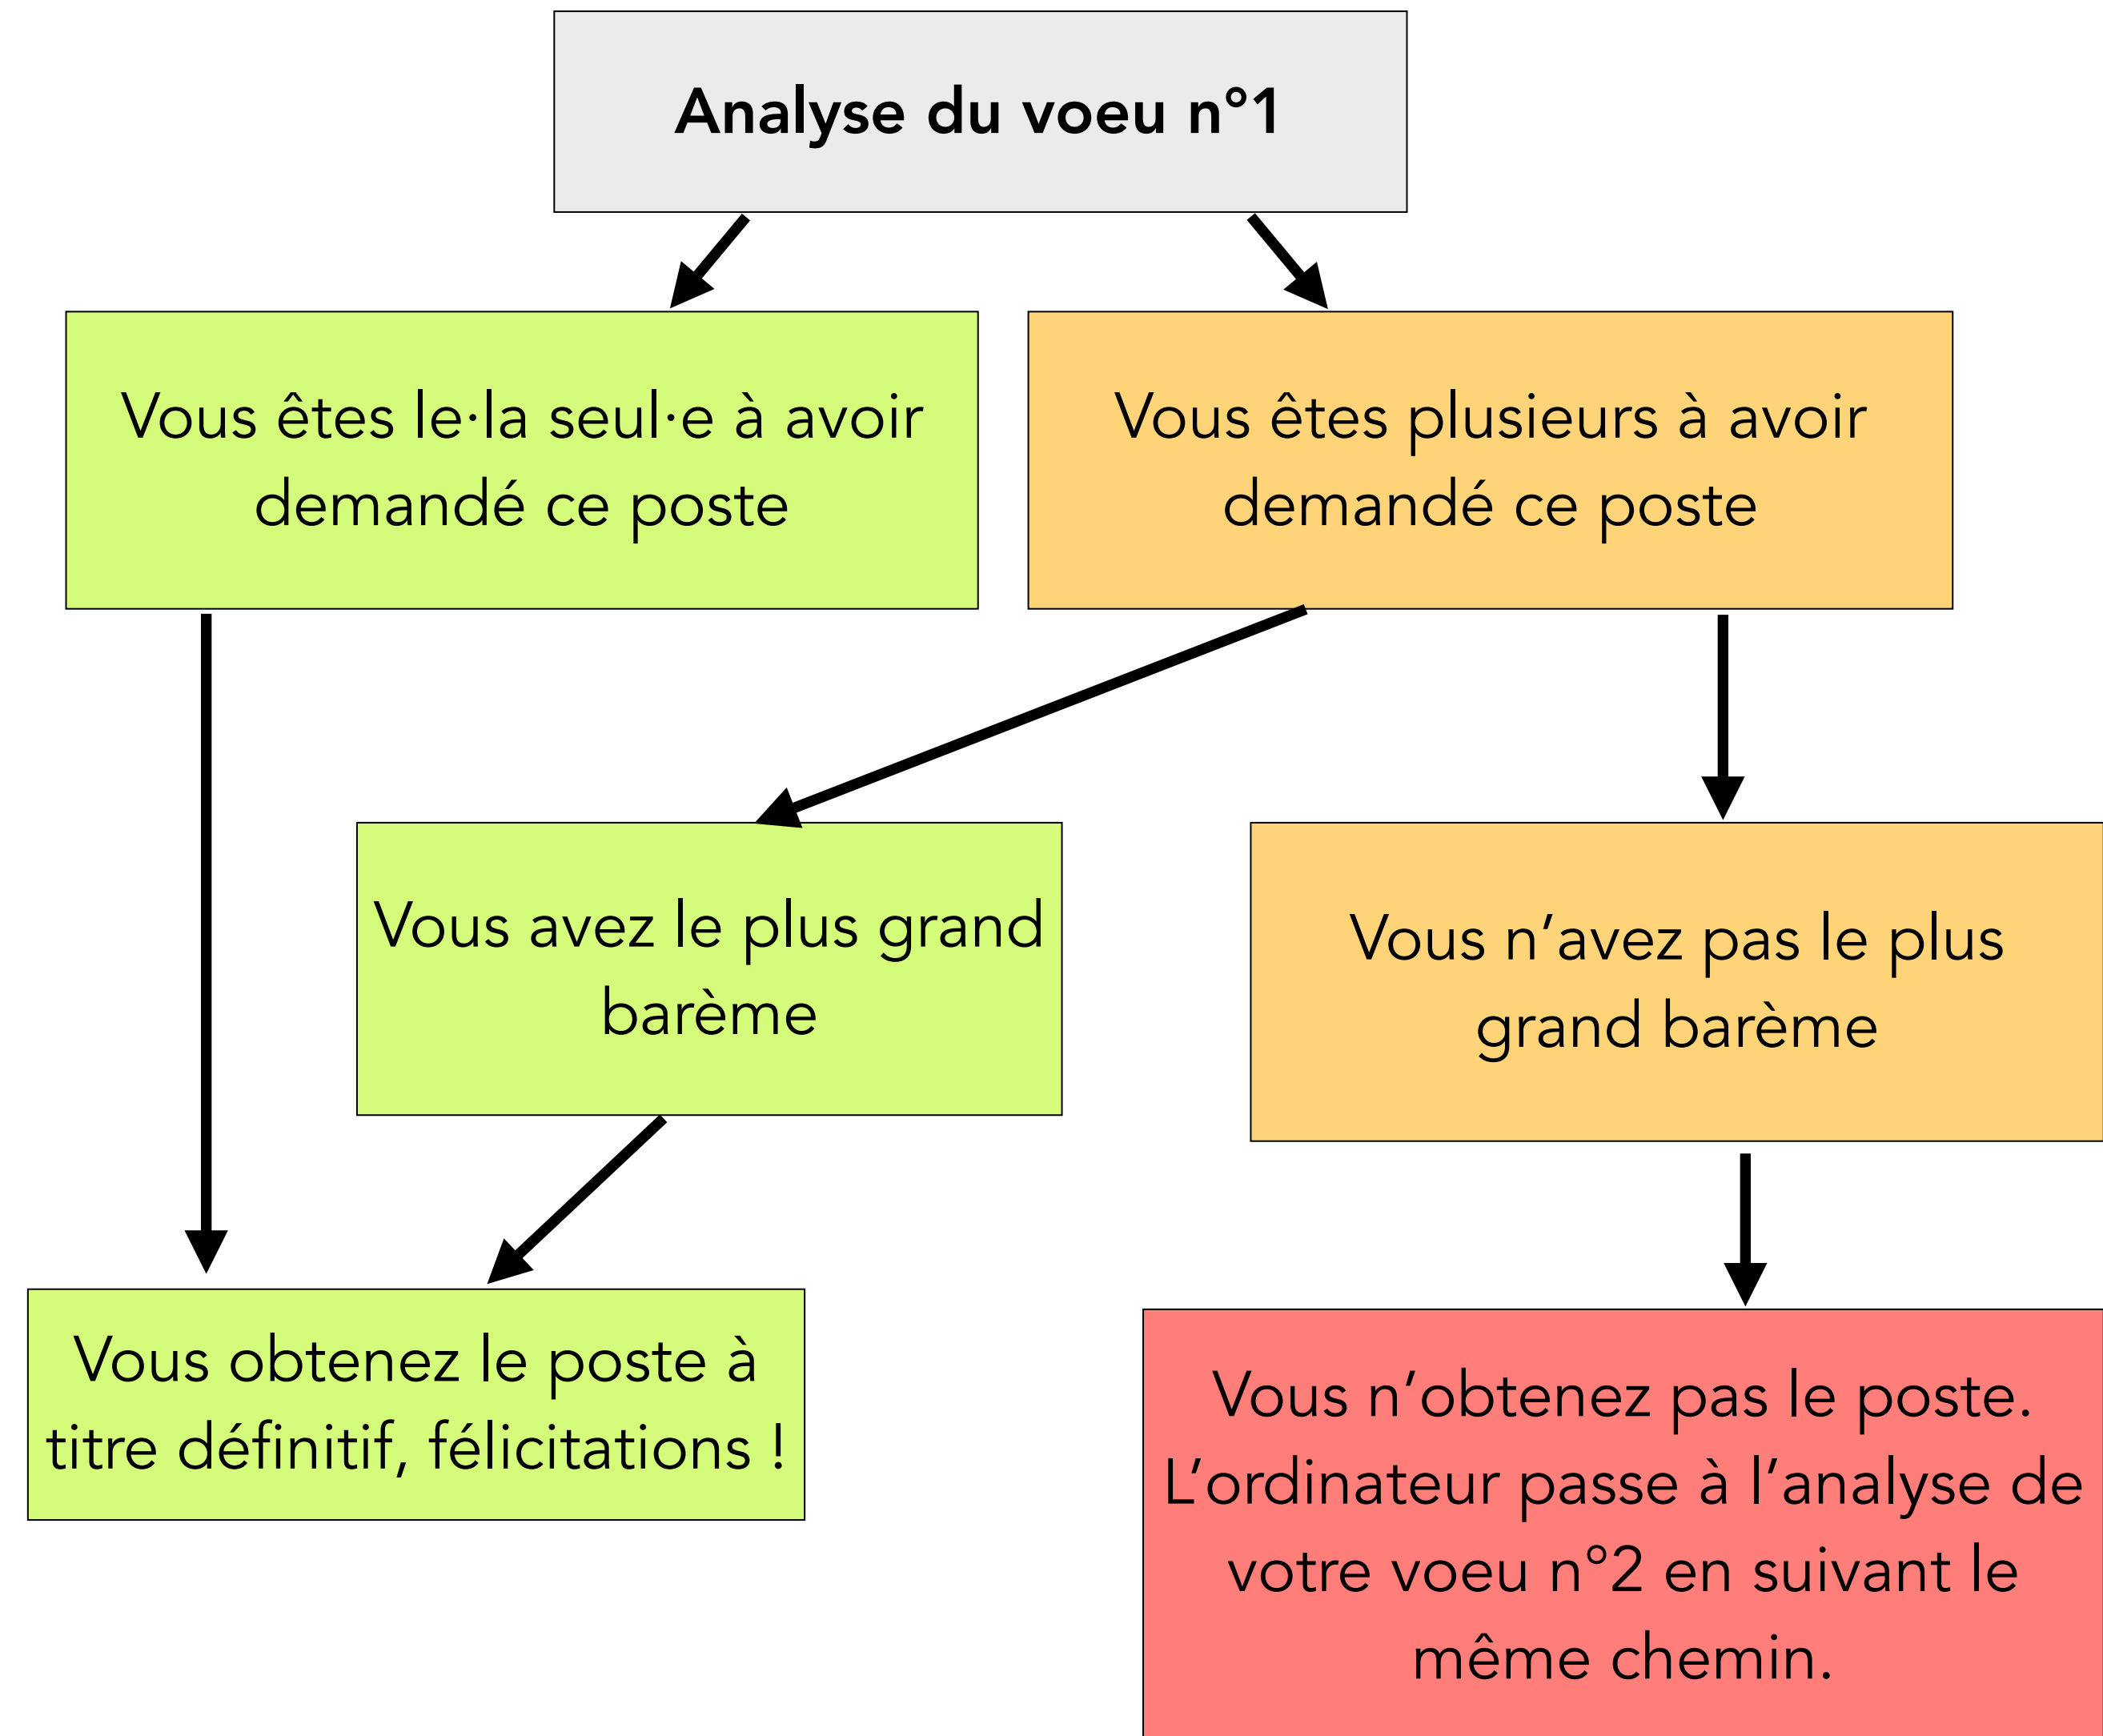 Analyse du voeu n°1
Vous êtes le·la seul·e à avoir
demandé ce poste
Vous êtes plusieurs à avoir
demandé ce poste
Vous avez le plus grand
barème
Vous n’avez pas le plus
grand barème
Vous obtenez le poste à
titre définitif, félicitations !
Vous n‘obtenez pas le poste.
L’ordinateur passe à l’analyse de
votre voeu n°2 en suivant le
même chemin.